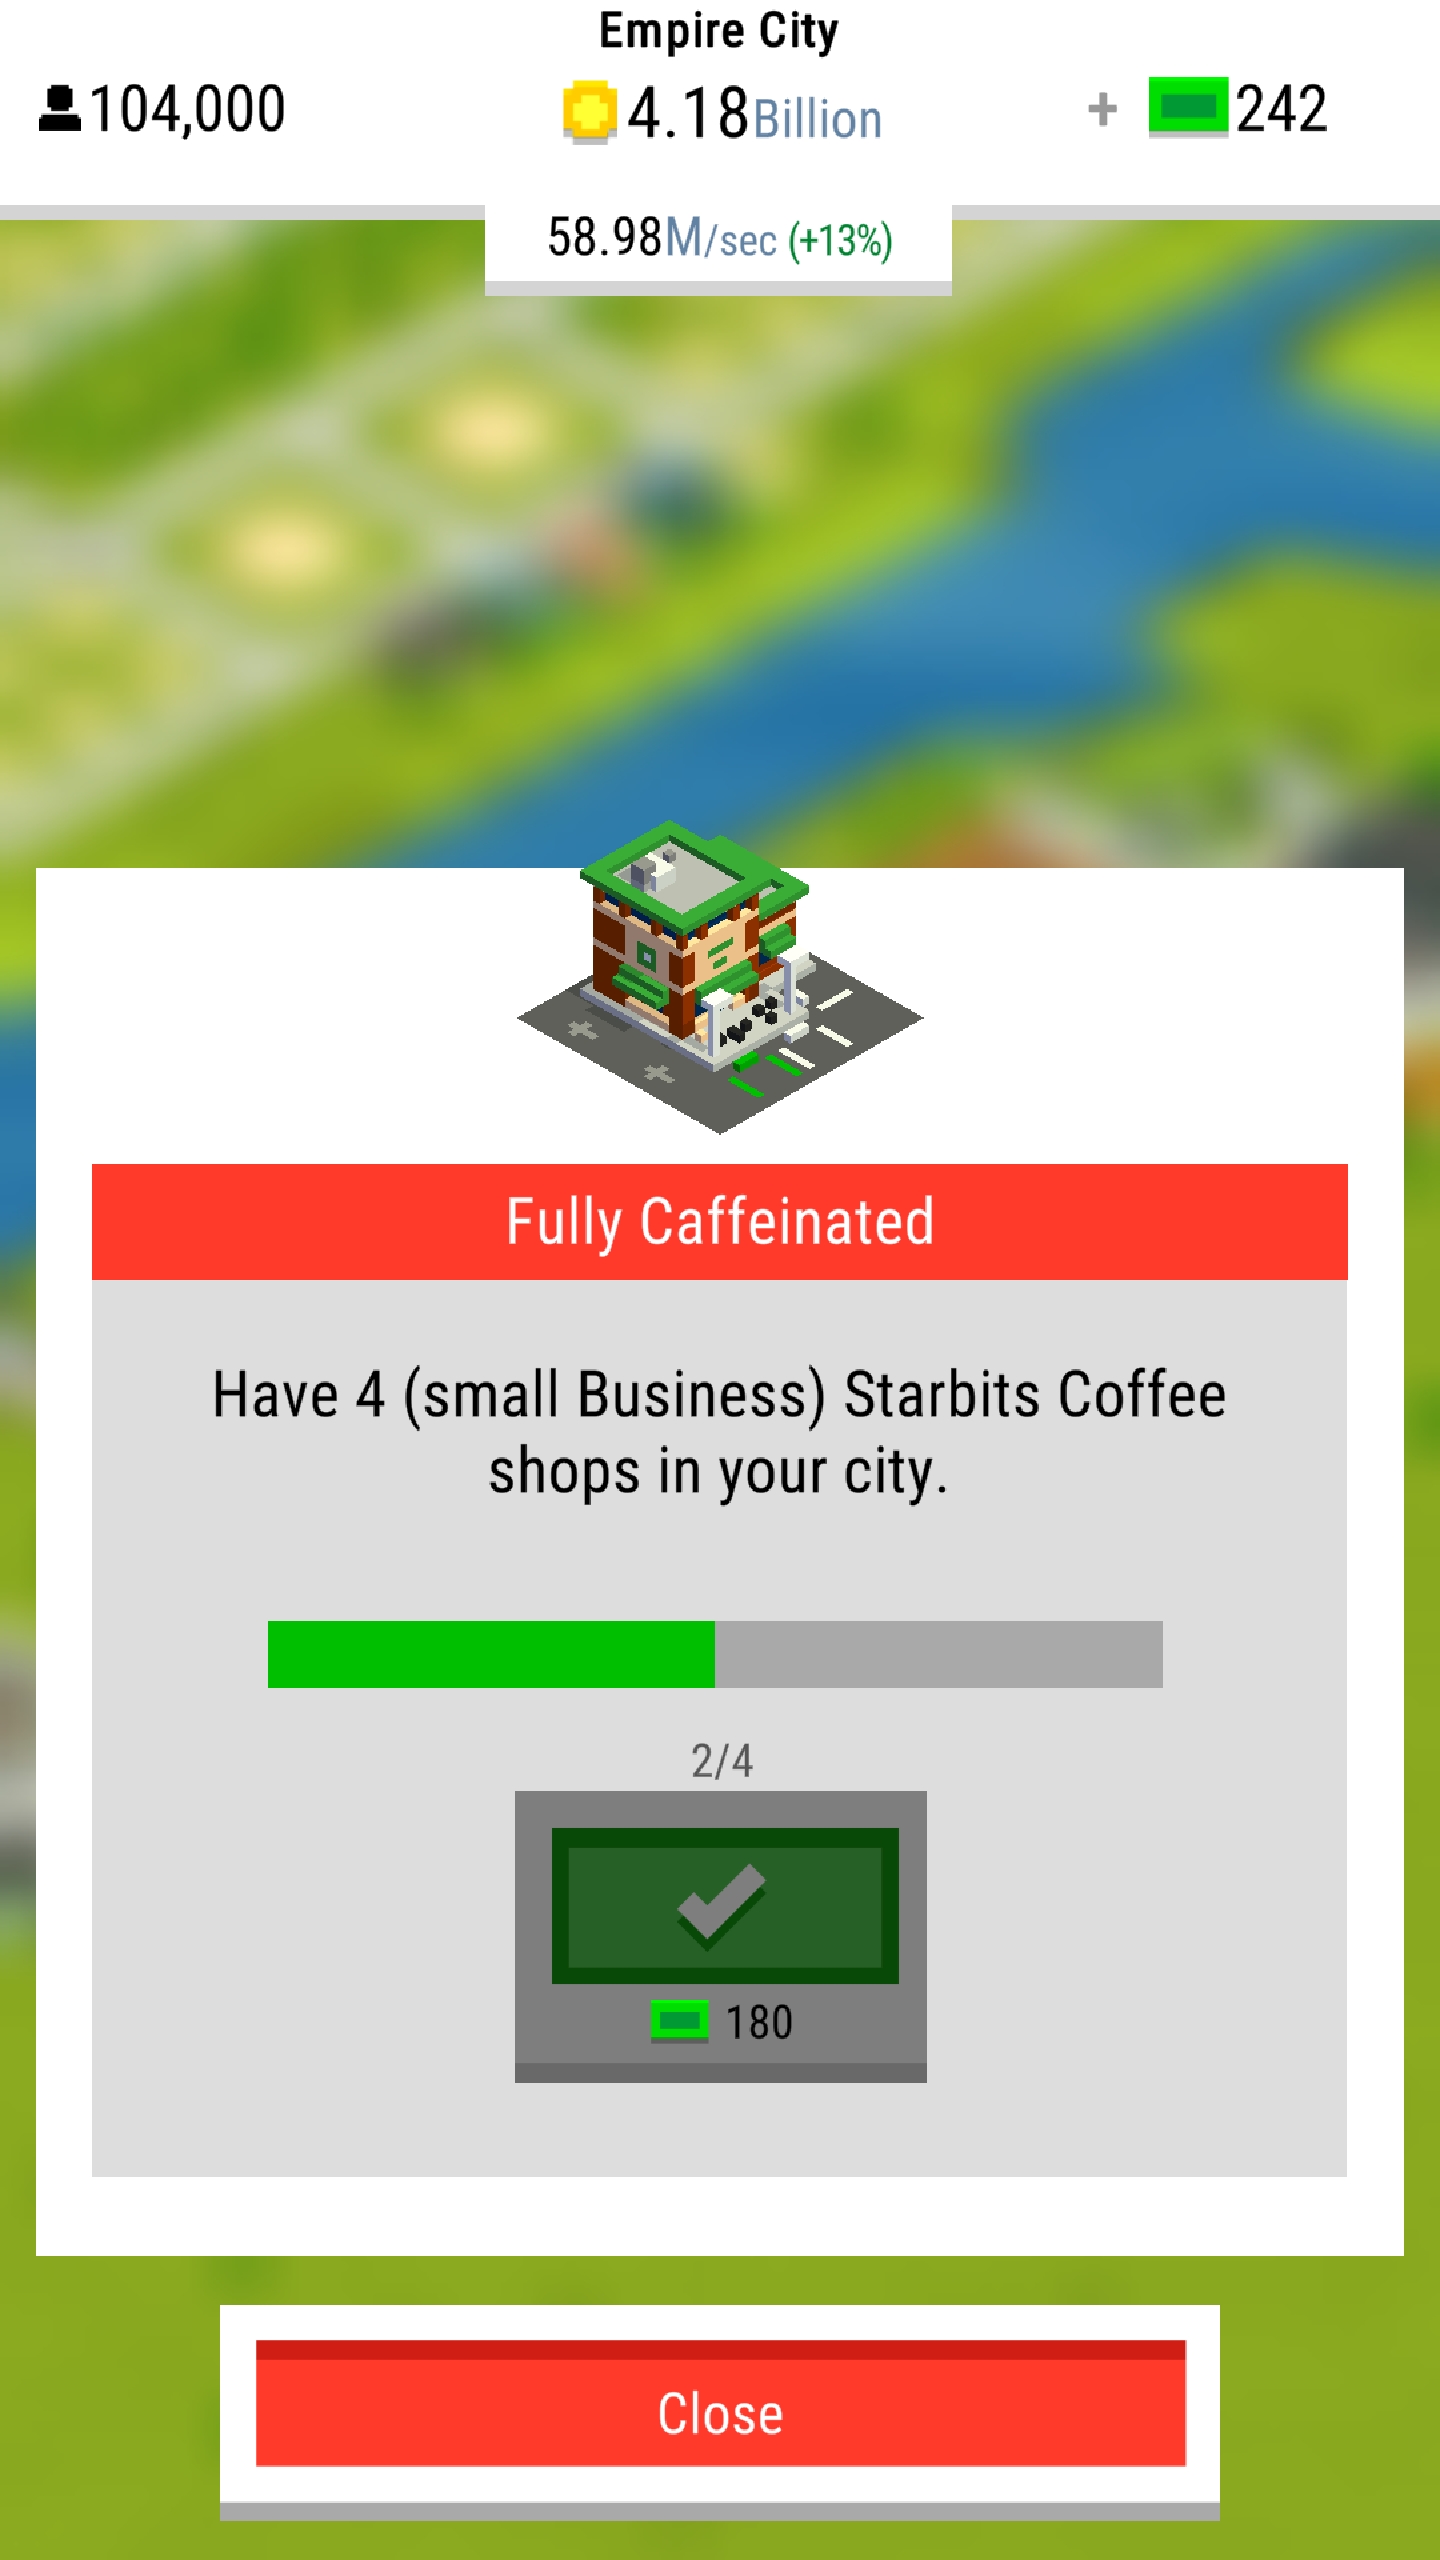 Empire City
104,000
4.18Billion
+ 242
58.98M/sec (+13%)
Fully Caffeinated
Have 4 (small Business) Starbits Coffee
shops in your city.
2/4
180
Close